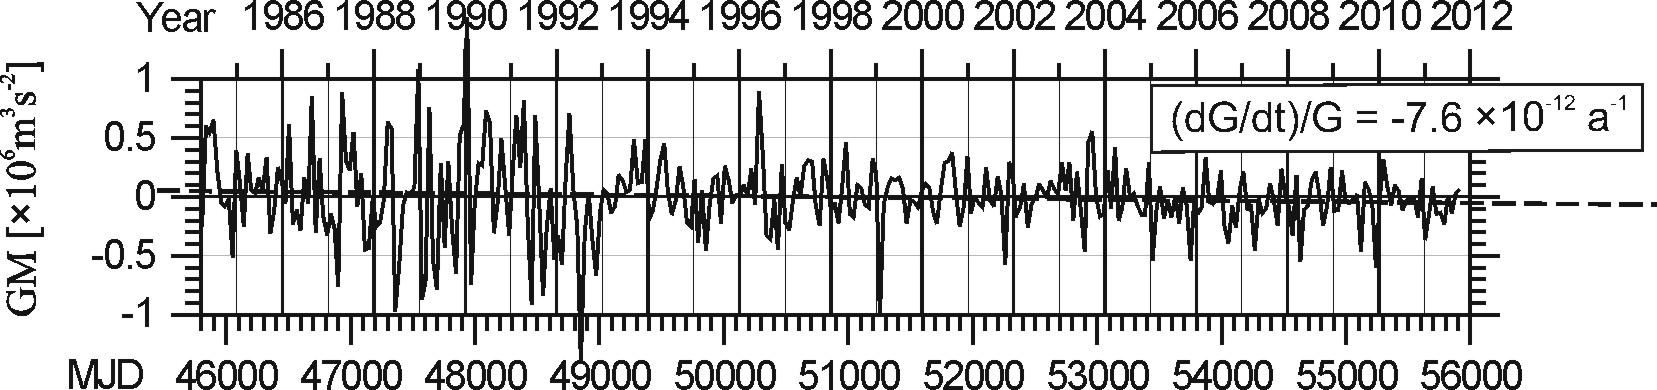 Year 1986 1988 1990 1992 1994 1996 1998 2000 2002 2004 2006 2008 2010 2012
GM [×10⁶m³s⁻²]
1
0.5
0
-0.5
-1
(dG/dt)/G = -7.6 ×10⁻¹² a⁻¹
MJD 46000 47000 48000 49000 50000 51000 52000 53000 54000 55000 56000